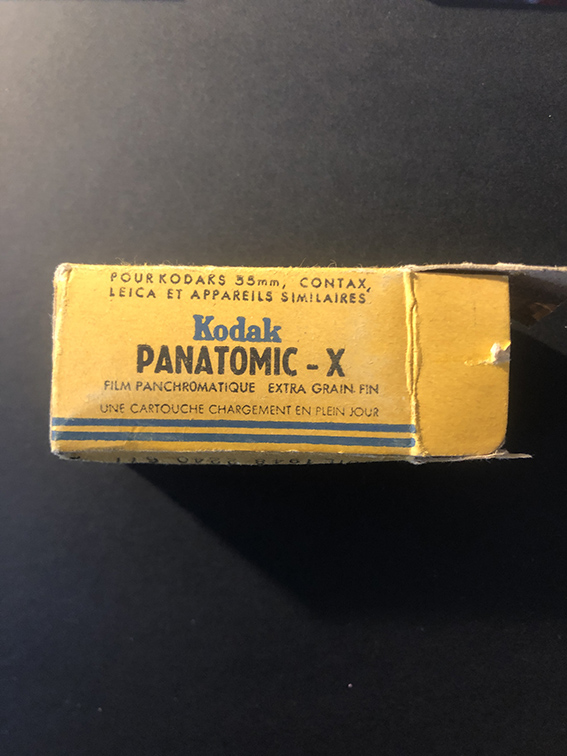 POUR KODAKS 35mm, CONTAX,
LEICA ET APPAREILS SIMILAIRES
Kodak
PANATOMIC - X
FILM PANCHROMATIQUE EXTRA GRAIN FIN
UNE CARTOUCHE CHARGEMENT EN PLEIN JOUR